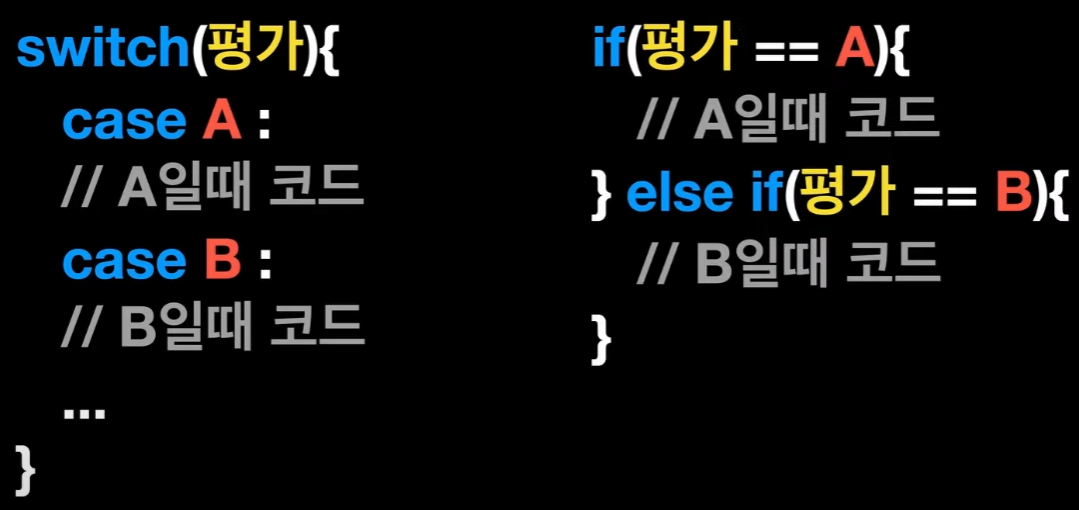 switch(평가){
case A :
// A일때 코드
case B :
// B일때 코드
...
}
if(평가 == A){
// A일때 코드
} else if(평가 == B){
// B일때 코드
}